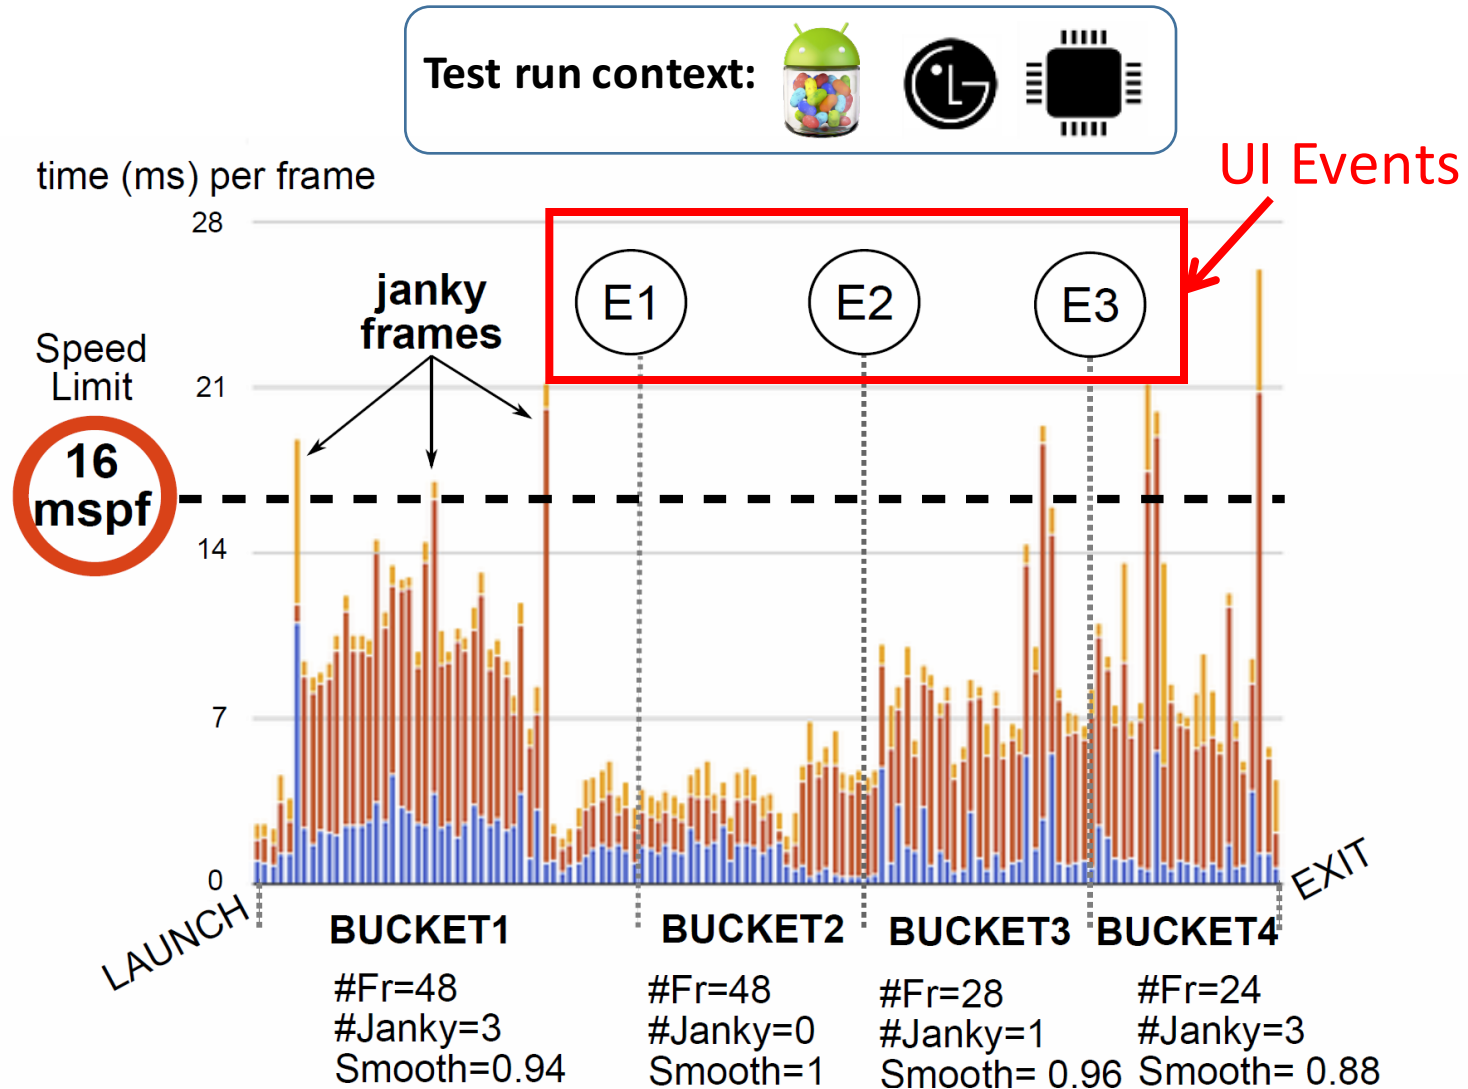 Test run context:
UI Events
time (ms) per frame
28
janky
frames
E1
E2
E3
Speed
Limit
21
16
mspf
14
7
0
LAUNCH
EXIT
BUCKET1
#Fr=48
#Janky=3
Smooth=0.94
BUCKET2
#Fr=48
#Janky=0
Smooth=1
BUCKET3
#Fr=28
#Janky=1
Smooth= 0.96
BUCKET4
#Fr=24
#Janky=3
Smooth= 0.88